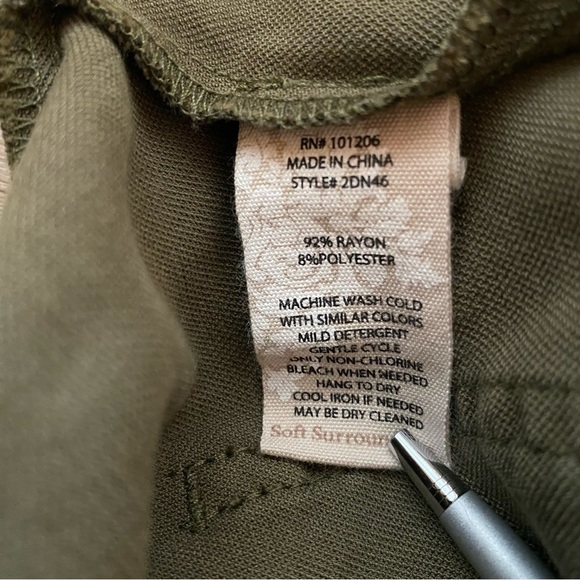 RN# 101206
MADE IN CHINA
STYLE# 2DN46
92% RAYON
8%POLYESTER
MACHINE WASH COLD
WITH SIMILAR COLORS
MILD DETERGENT
GENTLE CYCLE
ONLY NON-CHLORINE
BLEACH WHEN NEEDED
HANG TO DRY
COOL IRON IF NEEDED
MAY BE DRY CLEANED
Soft